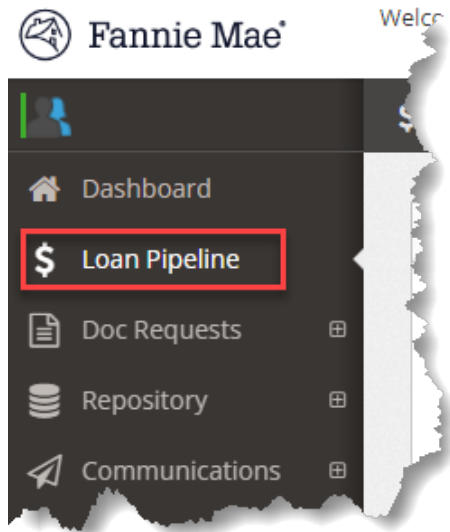 Fannie Mae®
Dashboard
$ Loan Pipeline
Doc Requests
Repository
Communications